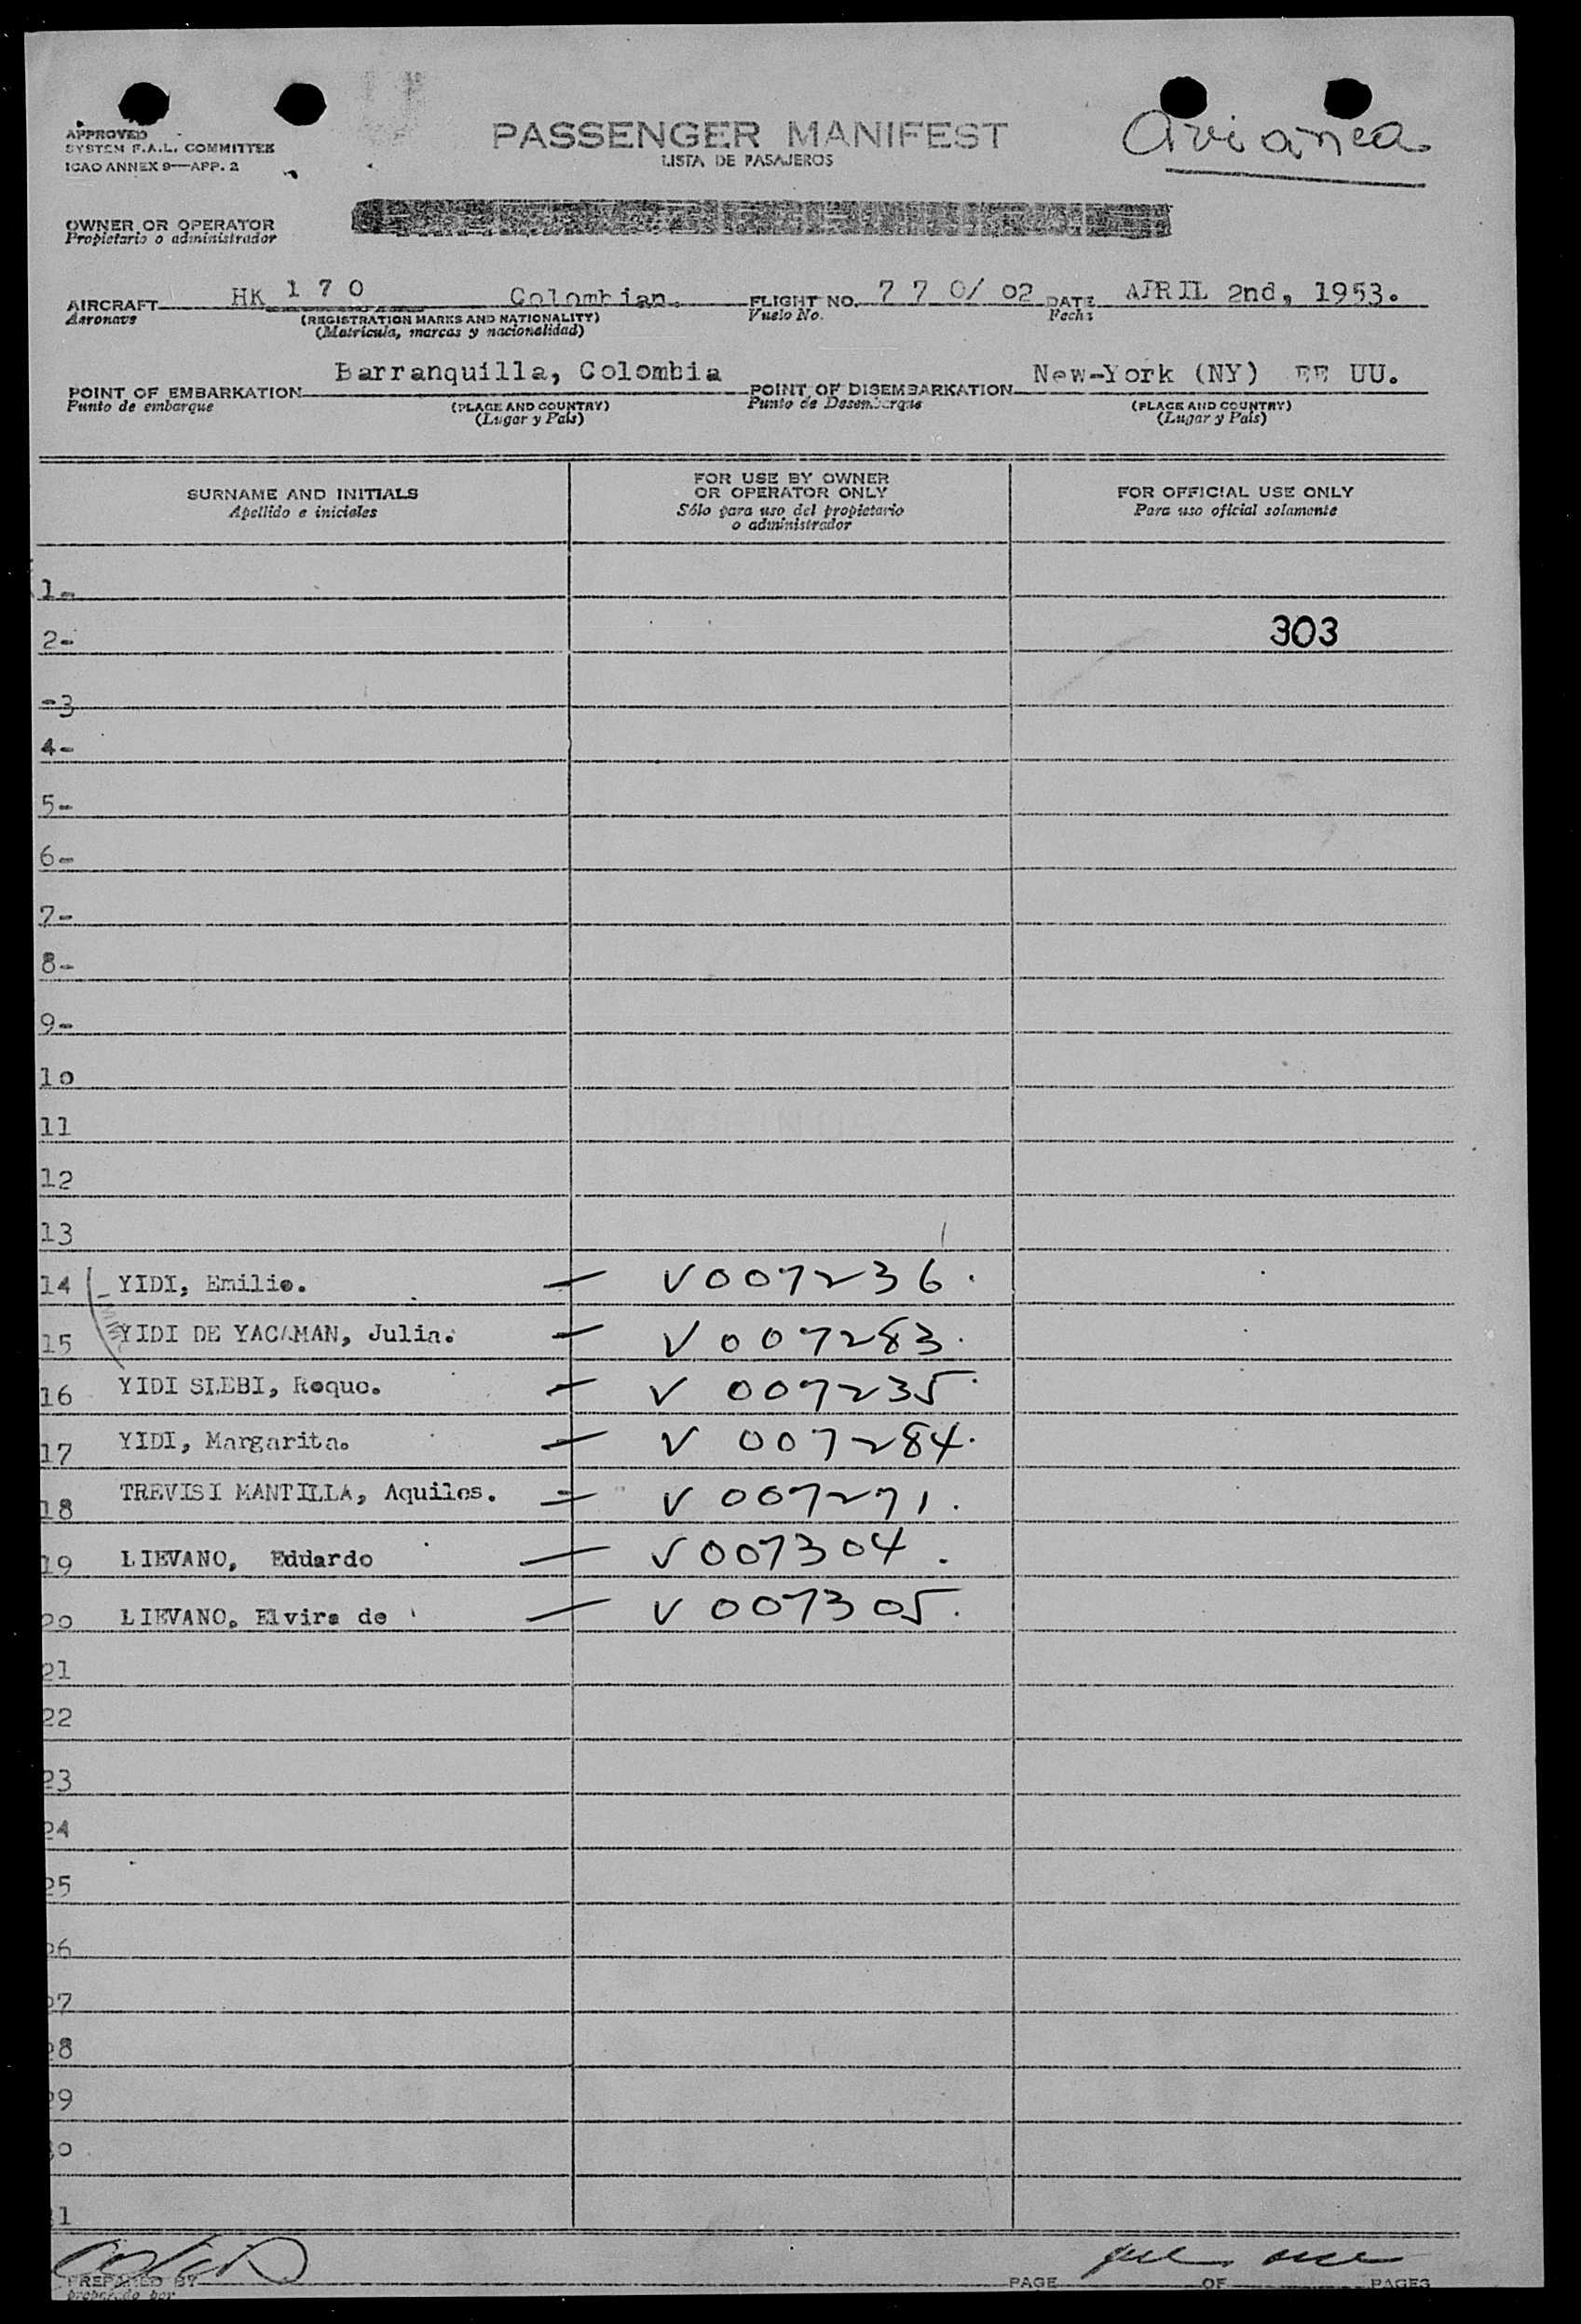 APPROVED
SYSTEM F.A.L. COMMITTEE
ICAO ANNEX 9—APP. 2
PASSENGER MANIFEST
LISTA DE PASAJEROS
Avianca
OWNER OR OPERATOR
Propietario o administrador
AIRCRAFT HK 170 Colombian. FLIGHT NO. 770/02 DATE APRIL 2nd, 1953.
Aeronave (REGISTRATION MARKS AND NATIONALITY) Vuelo No. Fecha
(Matrícula, marcas y nacionalidad)
POINT OF EMBARKATION Barranquilla, Colombia POINT OF DISEMBARKATION New-York (NY) EE UU.
Punto de embarque (PLACE AND COUNTRY) Punto de Desembarque (PLACE AND COUNTRY)
(Lugar y País) (Lugar y País)
SURNAME AND INITIALS
Apellido e iniciales
FOR USE BY OWNER
OR OPERATOR ONLY
Sólo para uso del propietario
o administrador
FOR OFFICIAL USE ONLY
Para uso oficial solamente
1-
2- 303
-3
4-
5-
6-
7-
8-
9-
10
11
12
13
14 YIDI, Emilio. — V007236.
15 YIDI DE YACAMAN, Julia. — V007283.
16 YIDI SLEBI, Roque. — V 007235.
17 YIDI, Margarita. — V 007284.
18 TREVISI MANTILLA, Aquiles. — V 007271.
19 LIEVANO, Eduardo — V007304.
20 LIEVANO, Elvira de — V 007305.
21
22
23
24
25
26
27
28
29
30
31
PREPARED BY PAGE OF PAGES